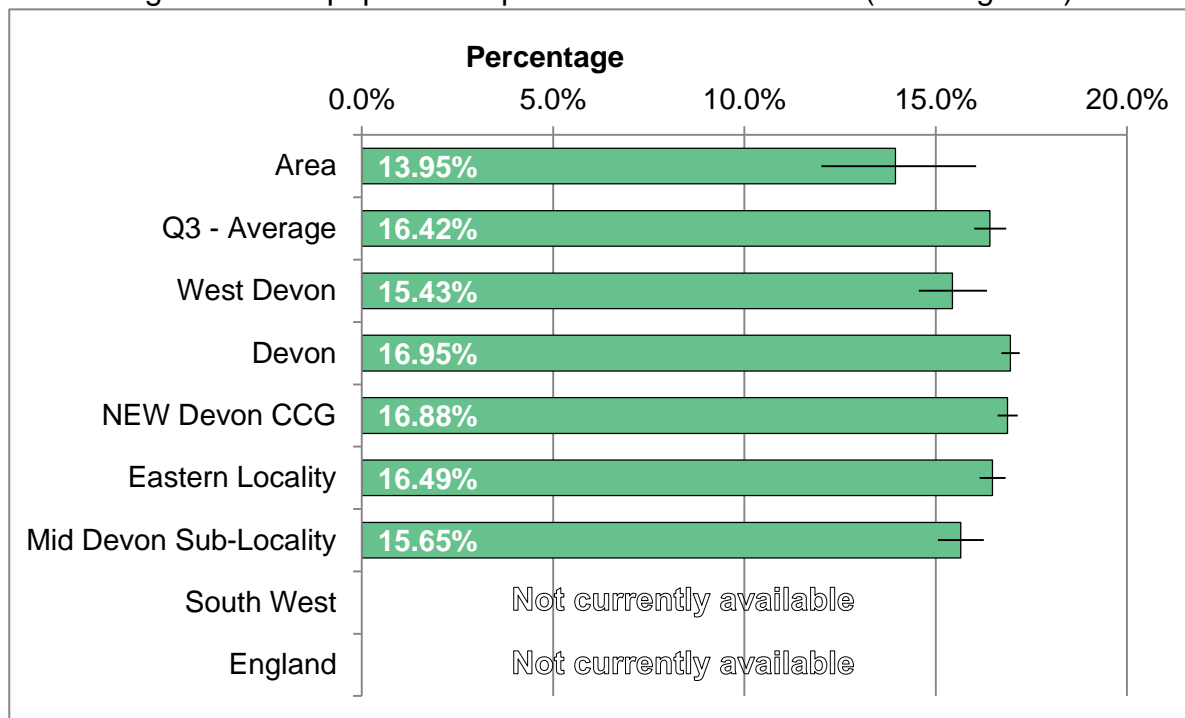 Percentage
0.0% 5.0% 10.0% 15.0% 20.0%
Area 13.95%
Q3 - Average 16.42%
West Devon 15.43%
Devon 16.95%
NEW Devon CCG 16.88%
Eastern Locality 16.49%
Mid Devon Sub-Locality 15.65%
South West Not currently available
England Not currently available